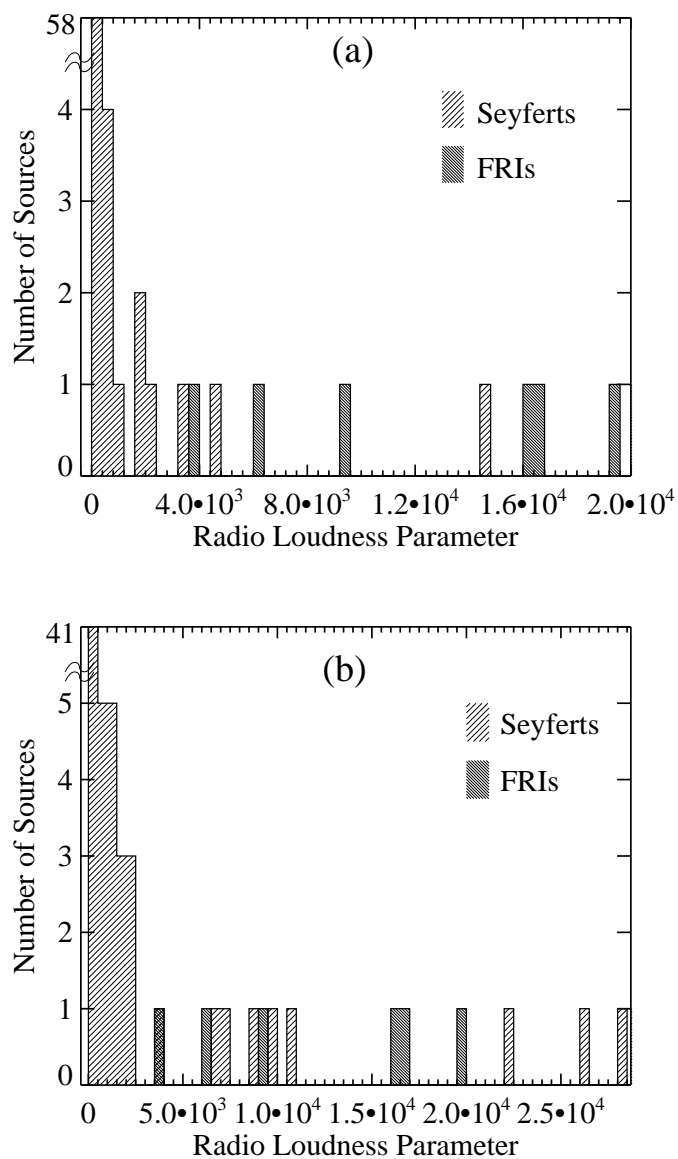 58
(a)
4
Seyferts
FRIs
3
Number of Sources
2
1
0
0 4.0•10³ 8.0•10³ 1.2•10⁴ 1.6•10⁴ 2.0•10⁴
Radio Loudness Parameter
41
(b)
5
Seyferts
4
FRIs
Number of Sources
3
2
1
0
0 5.0•10³ 1.0•10⁴ 1.5•10⁴ 2.0•10⁴ 2.5•10⁴
Radio Loudness Parameter